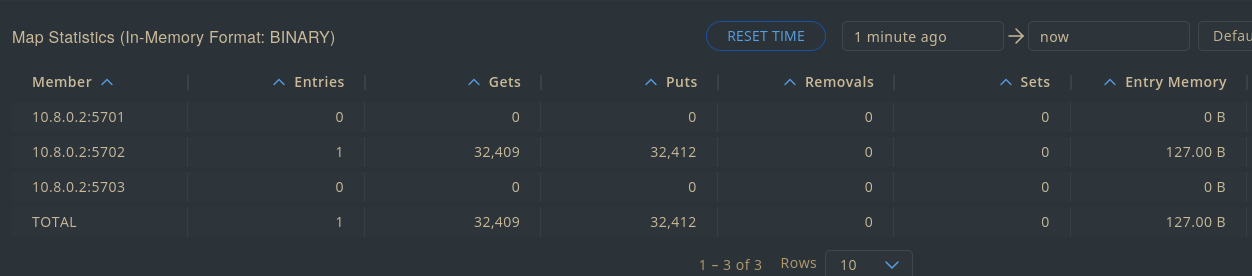 Map Statistics (In-Memory Format: BINARY) RESET TIME 1 minute ago → now Defau
Member Entries Gets Puts Removals Sets Entry Memory
10.8.0.2:5701 0 0 0 0 0 0 B
10.8.0.2:5702 1 32,409 32,412 0 0 127.00 B
10.8.0.2:5703 0 0 0 0 0 0 B
TOTAL 1 32,409 32,412 0 0 127.00 B
1 – 3 of 3 Rows 10